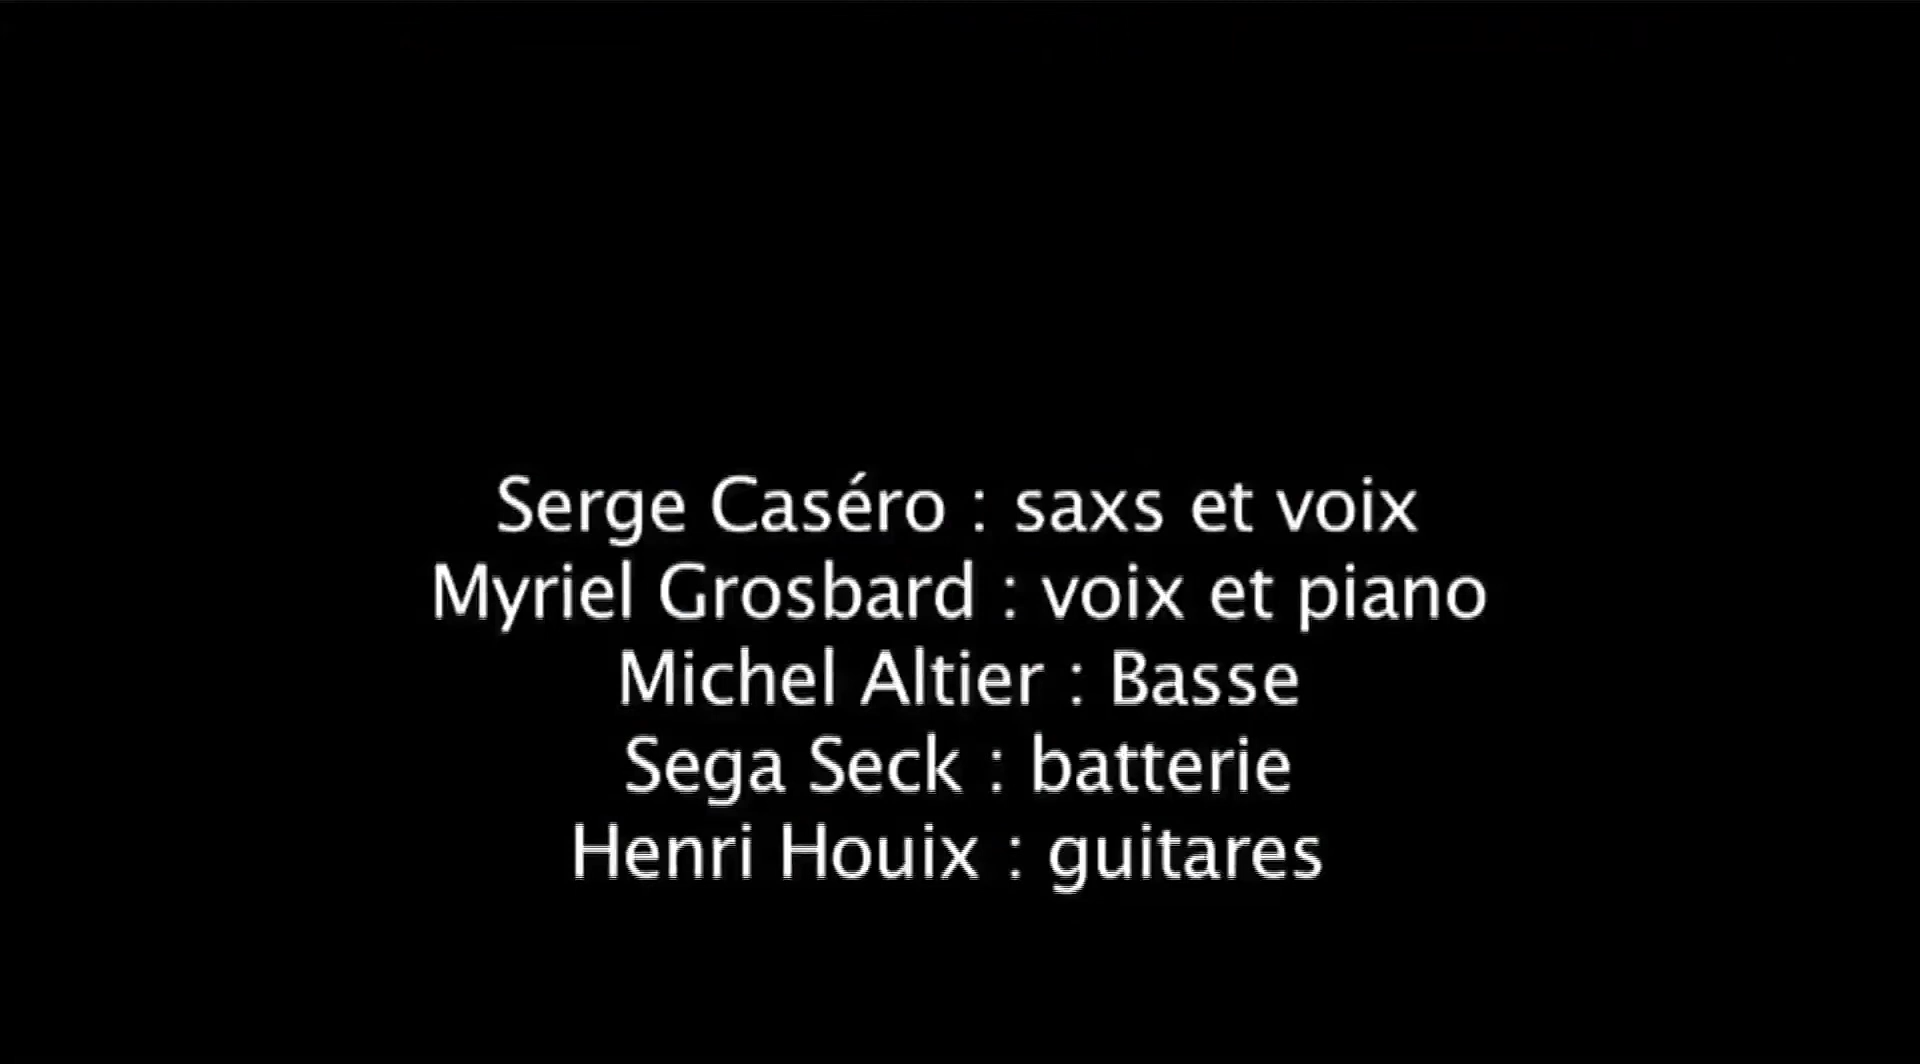 Serge Caséro : saxs et voix
Myriel Grosbard : voix et piano
Michel Altier : Basse
Sega Seck : batterie
Henri Houix : guitares